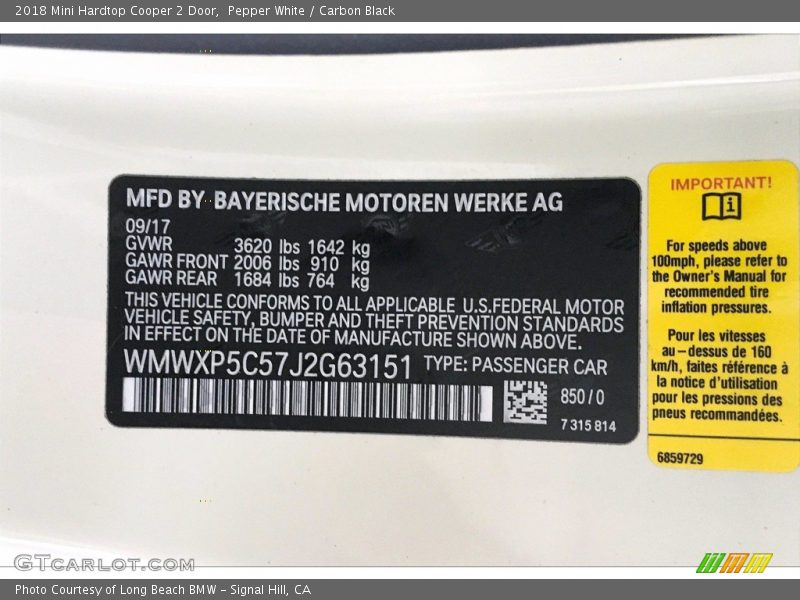 2018 Mini Hardtop Cooper 2 Door, Pepper White / Carbon Black
MFD BY BAYERISCHE MOTOREN WERKE AG
09/17
GVWR 3620 lbs 1642 kg
GAWR FRONT 2006 lbs 910 kg
GAWR REAR 1684 lbs 764 kg
THIS VEHICLE CONFORMS TO ALL APPLICABLE U.S.FEDERAL MOTOR
VEHICLE SAFETY, BUMPER AND THEFT PREVENTION STANDARDS
IN EFFECT ON THE DATE OF MANUFACTURE SHOWN ABOVE.
WMWXP5C57J2G63151 TYPE: PASSENGER CAR
850 / 0
7 315 814
IMPORTANT!
For speeds above
100mph, please refer to
the Owner's Manual for
recommended tire
inflation pressures.
Pour les vitesses
au-dessus de 160
km/h, faites référence à
la notice d'utilisation
pour les pressions des
pneus recommandées.
6859729
GTCARLOT.COM
Photo Courtesy of Long Beach BMW - Signal Hill, CA